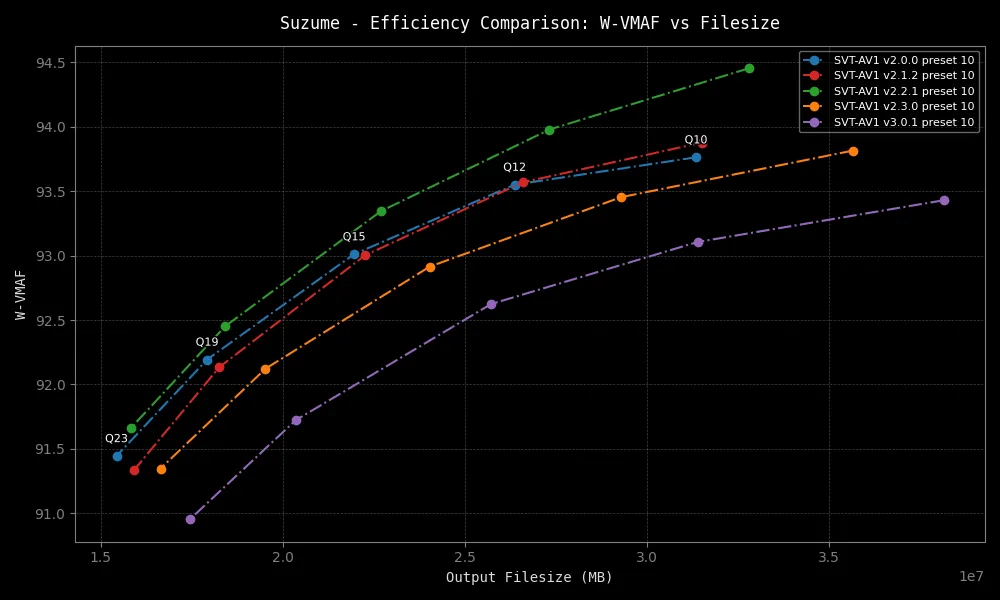 Suzume - Efficiency Comparison: W-VMAF vs Filesize
SVT-AV1 v2.0.0 preset 10
SVT-AV1 v2.1.2 preset 10
SVT-AV1 v2.2.1 preset 10
SVT-AV1 v2.3.0 preset 10
SVT-AV1 v3.0.1 preset 10
W-VMAF
94.5
94.0
93.5
93.0
92.5
92.0
91.5
91.0
Q10
Q12
Q15
Q19
Q23
1.5 2.0 2.5 3.0 3.5
1e7
Output Filesize (MB)